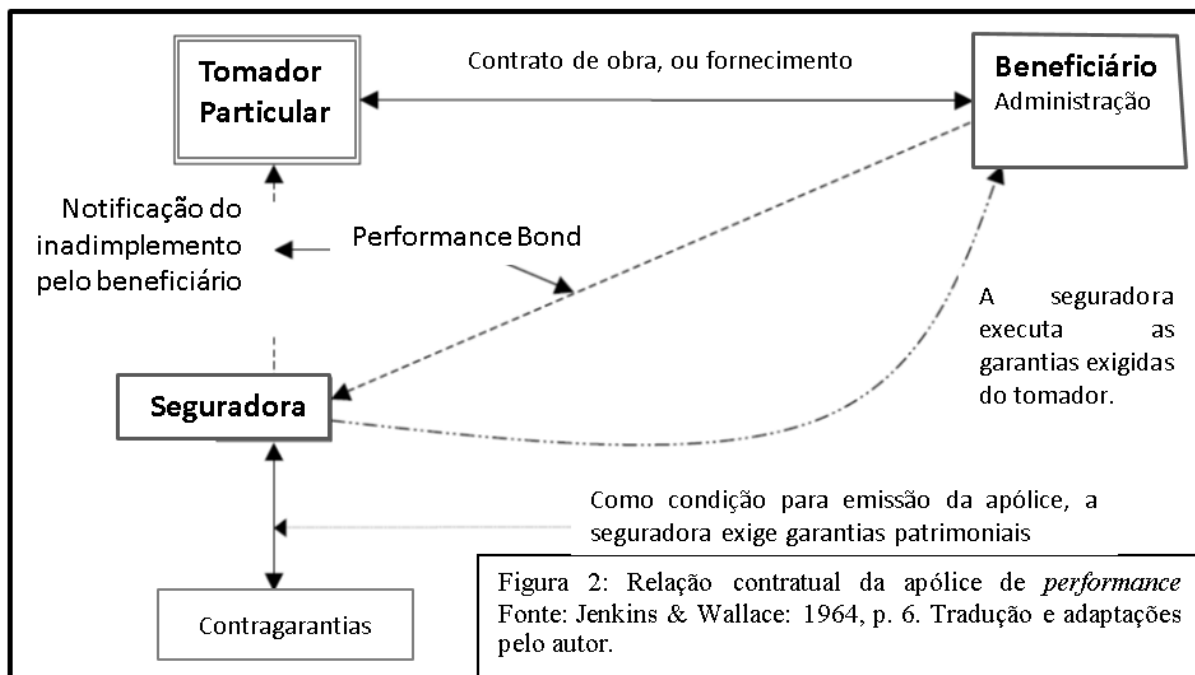 Tomador
Particular
Contrato de obra, ou fornecimento
Beneficiário
Administração
Notificação do
inadimplemento
pelo beneficiário
Performance Bond
A seguradora
executa as
garantias exigidas
do tomador.
Seguradora
Como condição para emissão da apólice, a
seguradora exige garantias patrimoniais
Contragarantias
Figura 2: Relação contratual da apólice de performance
Fonte: Jenkins & Wallace: 1964, p. 6. Tradução e adaptações
pelo autor.